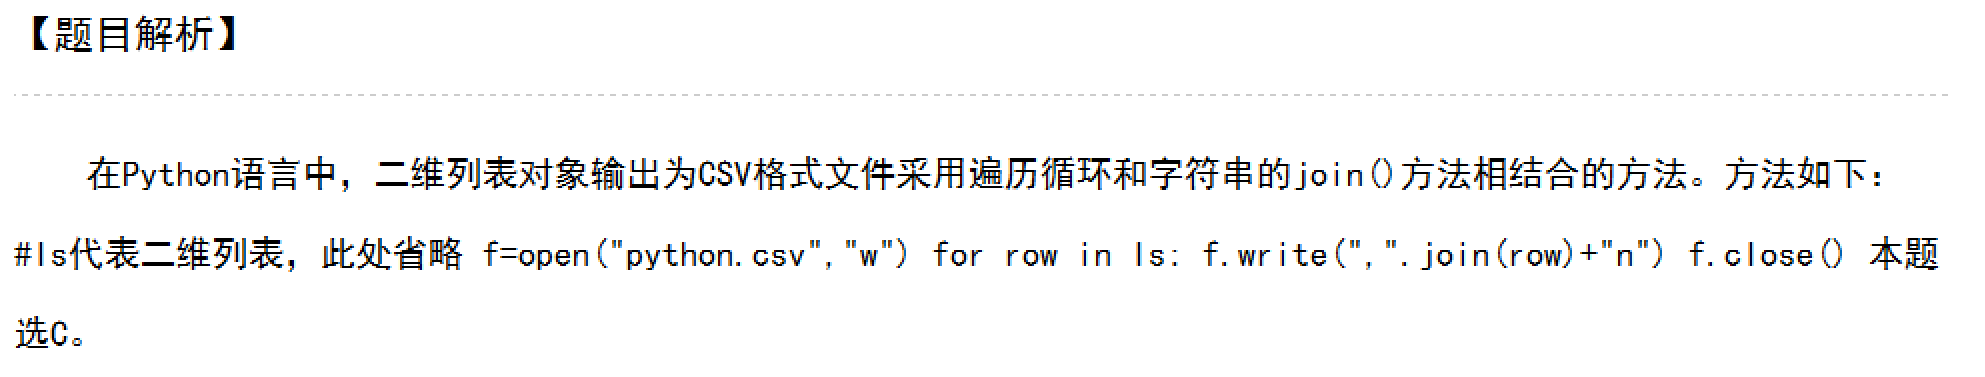 【题目解析】
在Python语言中，二维列表对象输出为CSV格式文件采用遍历循环和字符串的join()方法相结合的方法。方法如下：
#ls代表二维列表，此处省略 f=open("python.csv","w") for row in ls: f.write(",".join(row)+"n") f.close() 本题
选C。